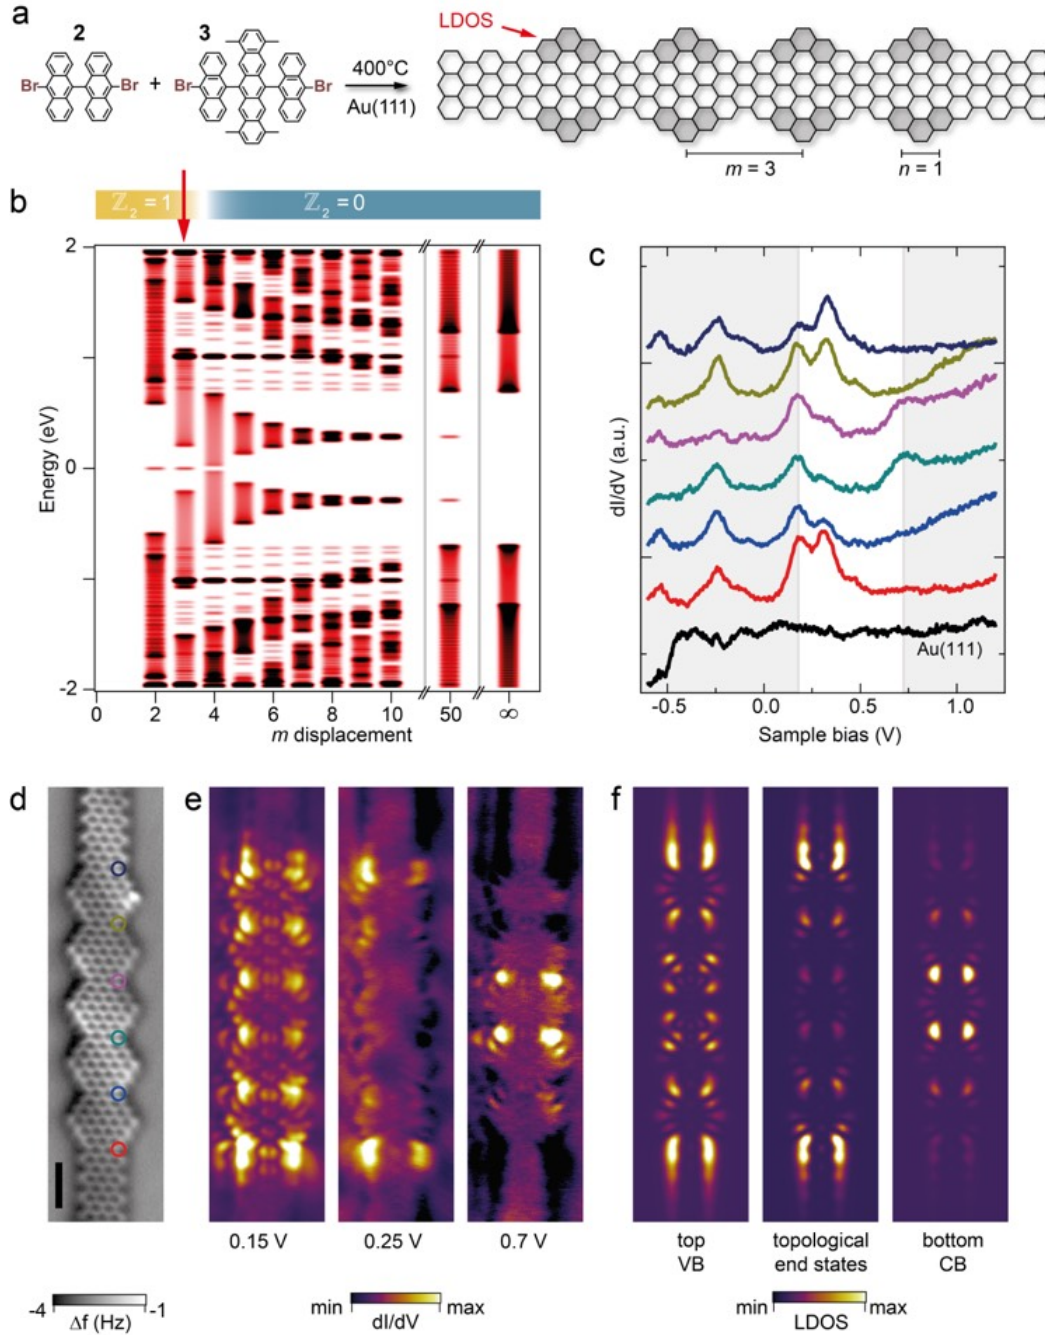 a
2
3
Br
Br
+
Br
Br
400°C
Au(111)
LDOS
m = 3
n = 1
b
ℤ2 = 1
ℤ2 = 0
Energy (eV)
2
0
-2
0
2
4
6
8
10
50
∞
m displacement
c
dI/dV (a.u.)
Au(111)
-0.5
0.0
0.5
1.0
Sample bias (V)
d
e
f
0.15 V
0.25 V
0.7 V
top
VB
topological
end states
bottom
CB
-4
-1
Δf (Hz)
min
max
dI/dV
min
max
LDOS